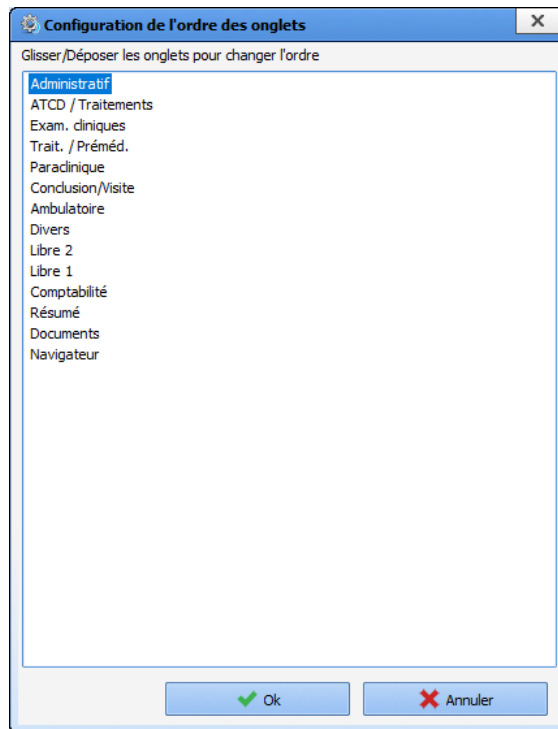 Configuration de l'ordre des onglets
Glisser/Déposer les onglets pour changer l'ordre
Administratif
ATCD / Traitements
Exam. cliniques
Trait. / Préméd.
Paraclinique
Conclusion/Visite
Ambulatoire
Divers
Libre 2
Libre 1
Comptabilité
Résumé
Documents
Navigateur
Ok
Annuler